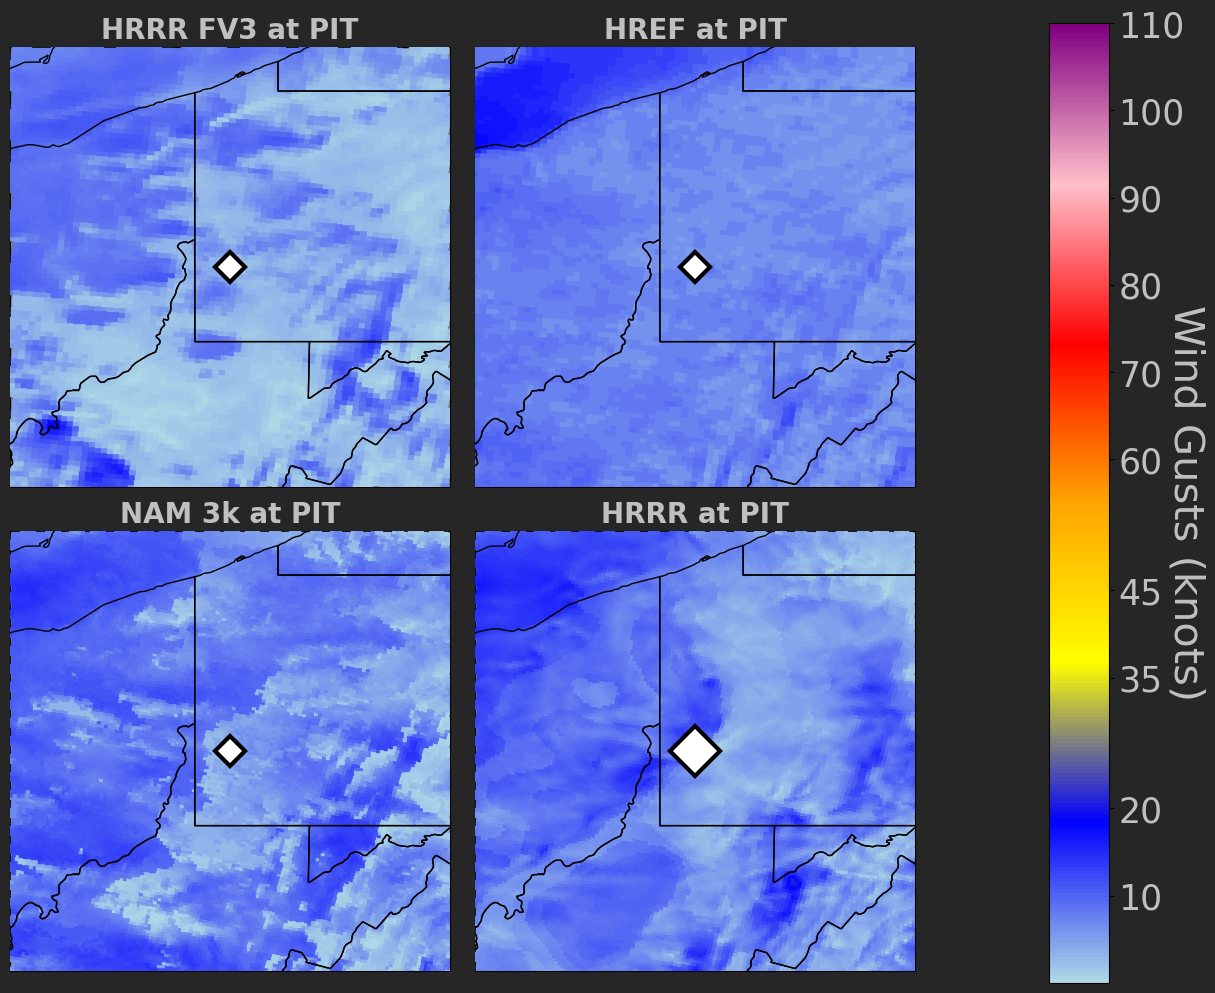 HRRR FV3 at PIT
HREF at PIT
NAM 3k at PIT
HRRR at PIT
110
100
90
80
70
60
45
35
20
10
Wind Gusts (knots)